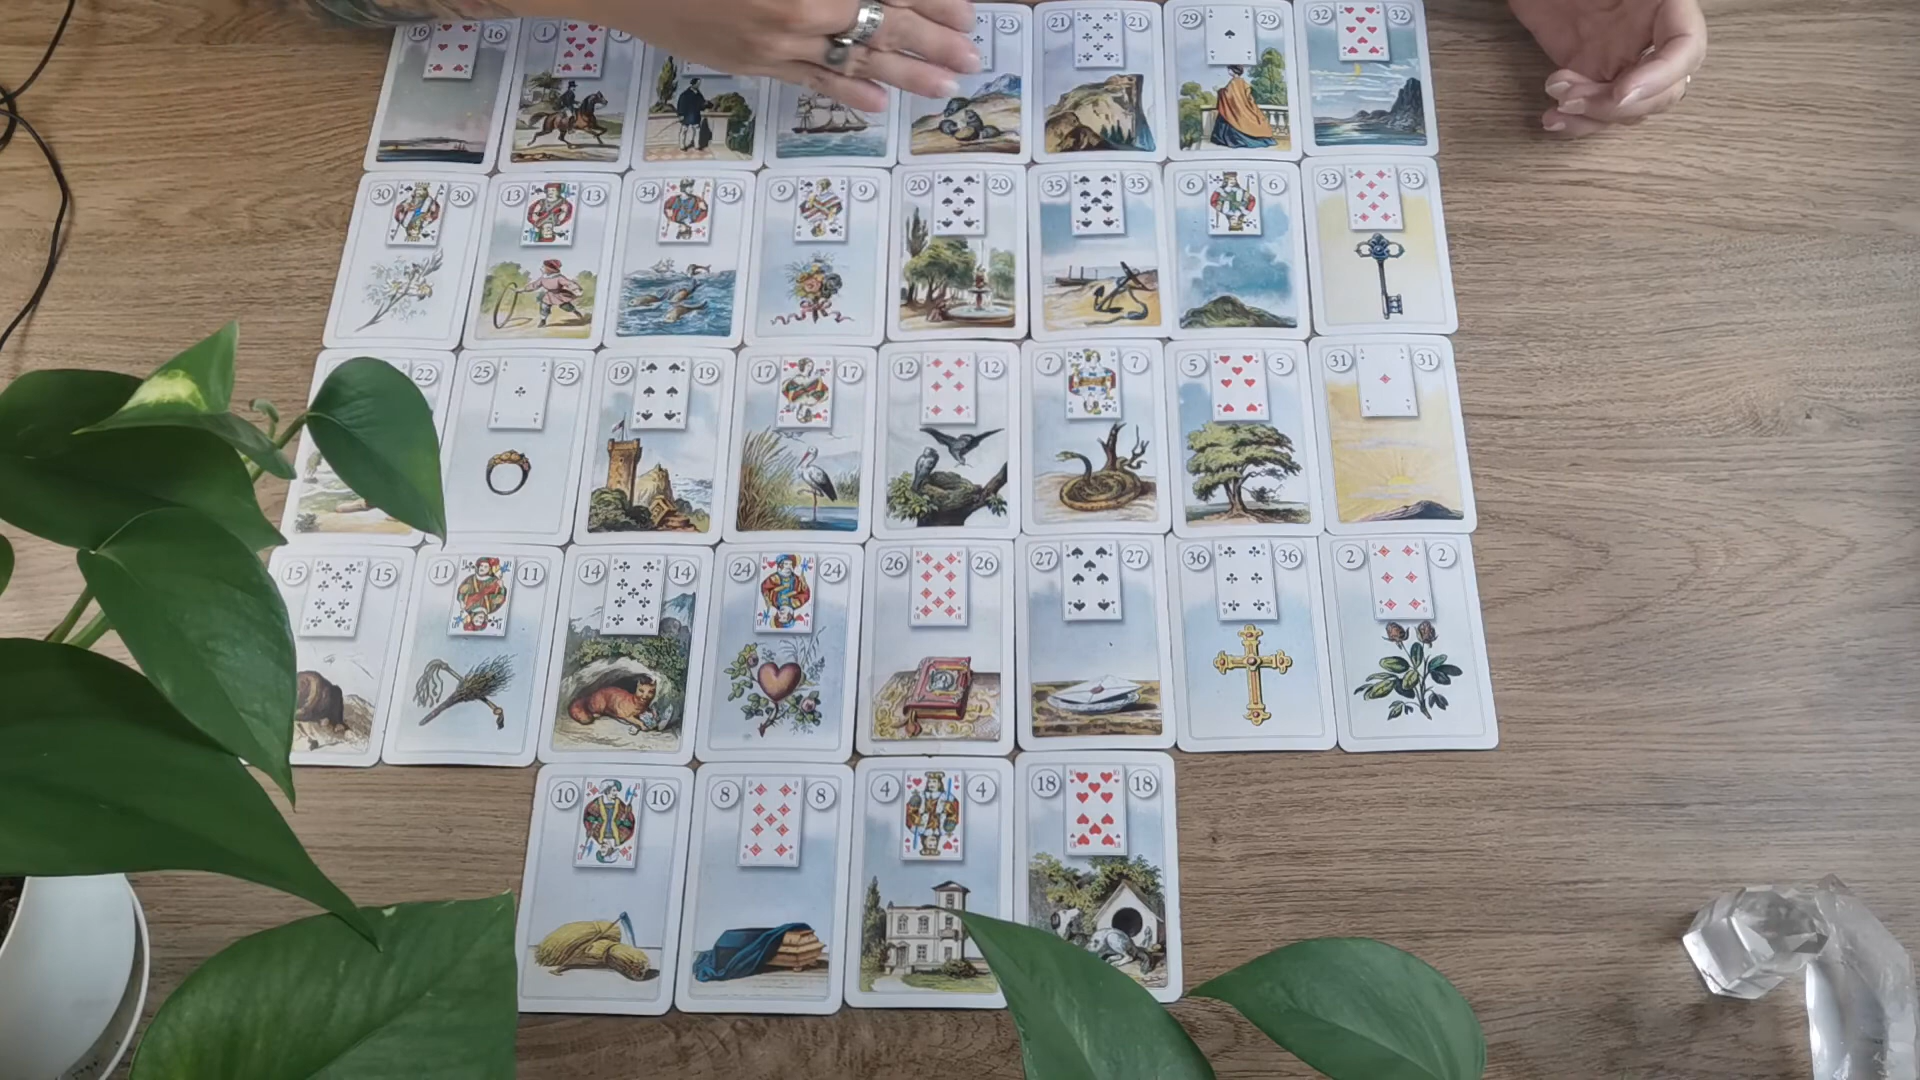 16 16 1 1 23 21 21 29 29 32 32
30 30 13 13 34 34 9 9 20 20 35 35 6 6 33 33
22 25 25 19 19 17 17 12 12 7 7 5 5 31 31
15 15 11 11 14 14 24 24 26 26 27 27 36 36 2 2
10 10 8 8 4 4 18 18